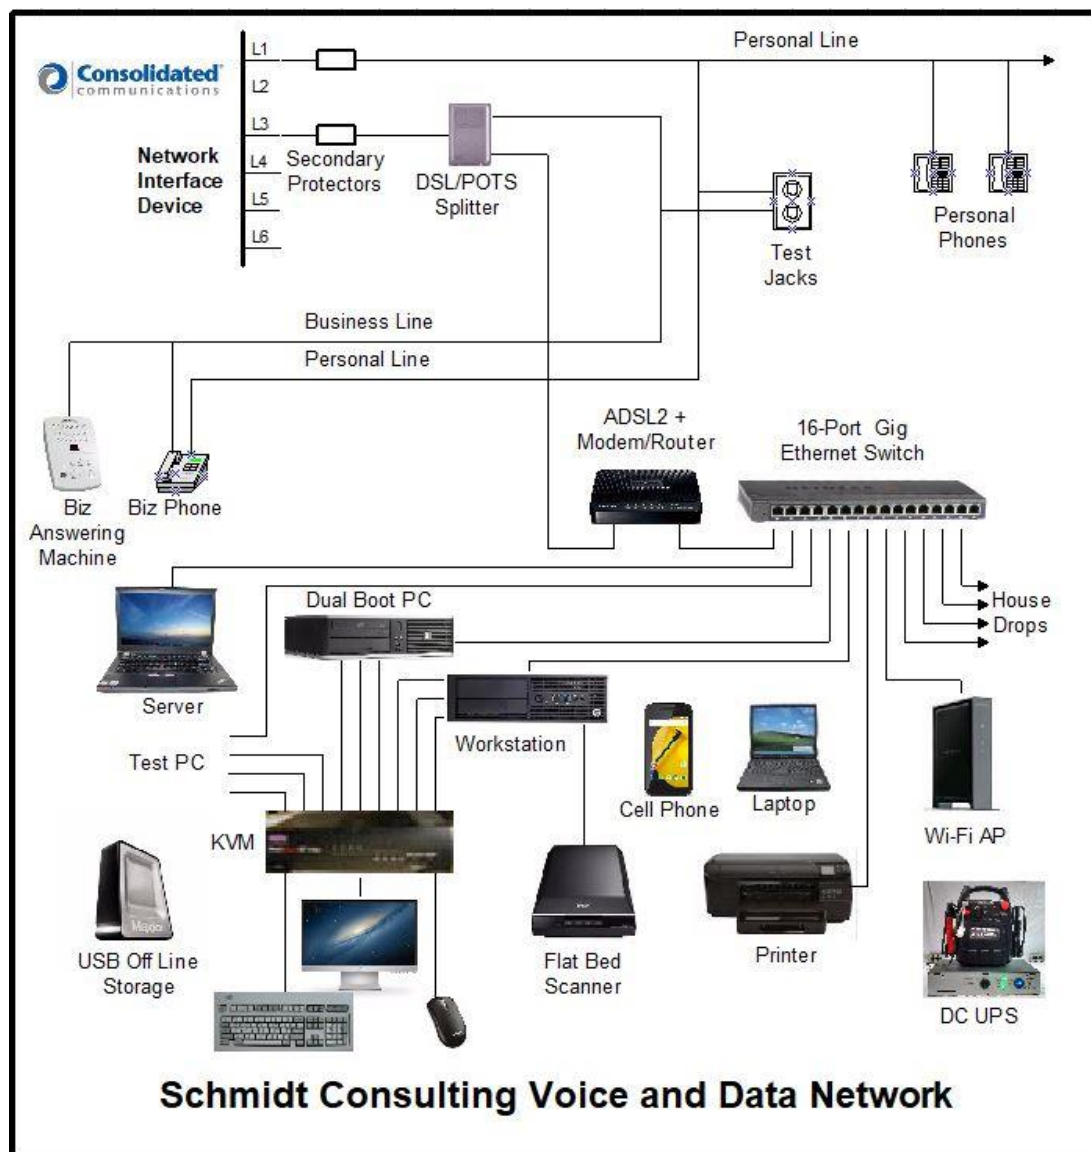 Personal Line
L1
Consolidated
communications
L2
L3
Network
Interface
Device
Secondary
Protectors
L4
DSL/POTS
Splitter
L5
L6
Personal
Phones
Test
Jacks
Business Line
Personal Line
ADSL2 +
Modem/Router
16-Port Gig
Ethernet Switch
Biz
Answering
Machine
Biz Phone
Dual Boot PC
House
Drops
Server
Workstation
Test PC
Cell Phone
Laptop
KVM
Wi-Fi AP
Maxtor
USB Off Line
Storage
Flat Bed
Scanner
Printer
DC UPS
Schmidt Consulting Voice and Data Network